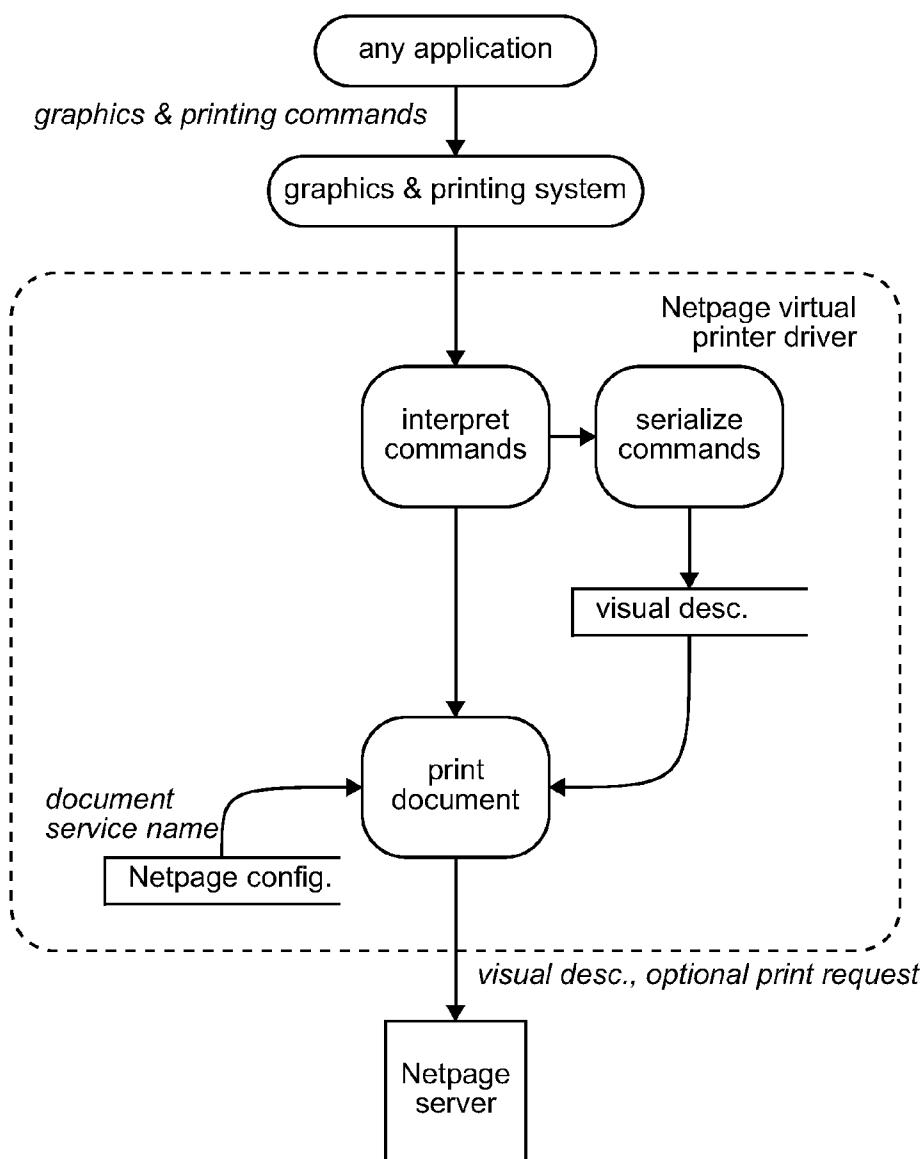 any application
graphics & printing commands
graphics & printing system
Netpage virtual
printer driver
interpret
commands
serialize
commands
visual desc.
print
document
document
service name
Netpage config.
visual desc., optional print request
Netpage
server